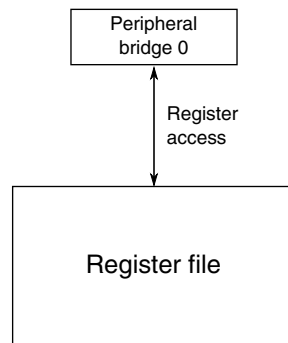 Peripheral
bridge 0
Register
access
Register file